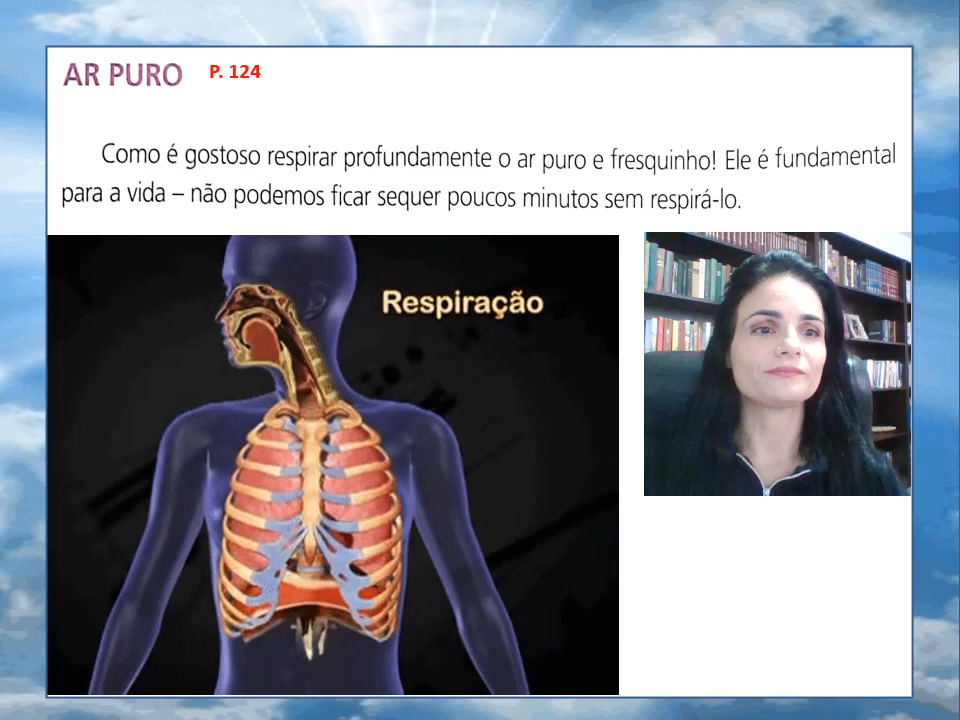 AR PURO P. 124
Como é gostoso respirar profundamente o ar puro e fresquinho! Ele é fundamental
para a vida – não podemos ficar sequer poucos minutos sem respirá-lo.
Respiração